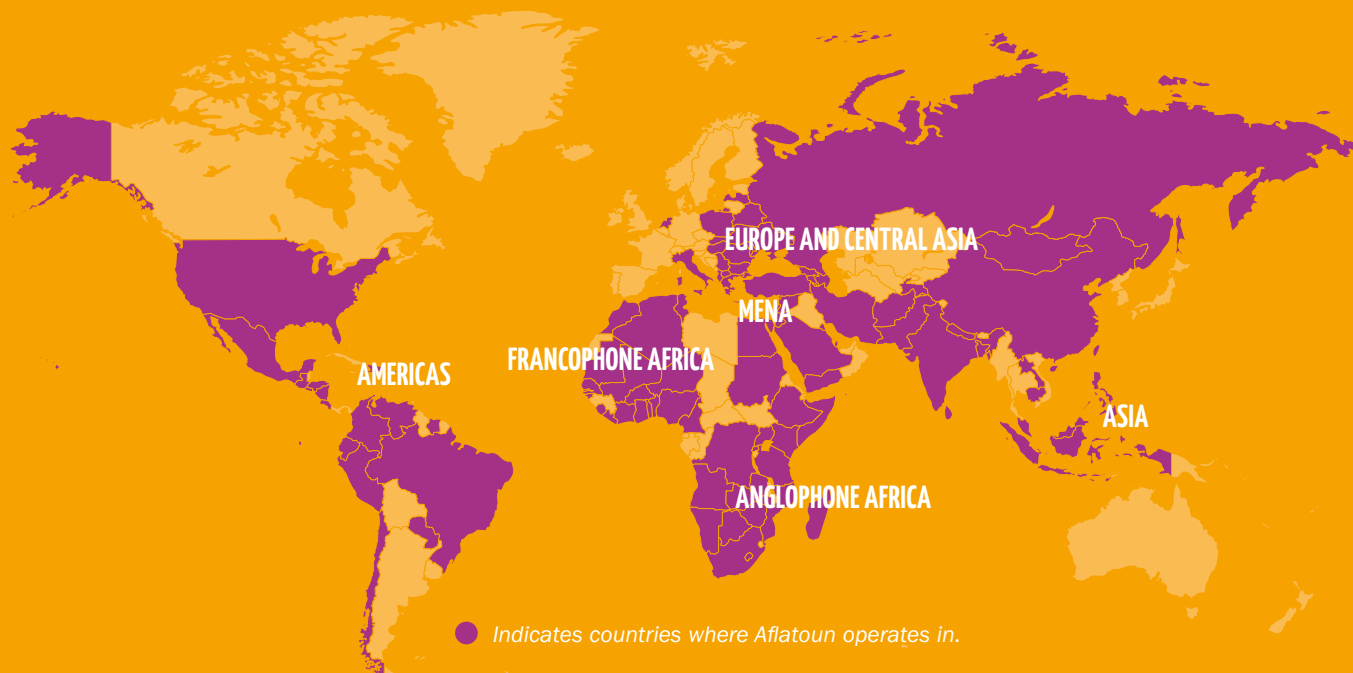 EUROPE AND CENTRAL ASIA
MENA
FRANCOPHONE AFRICA
AMERICAS
ASIA
ANGLOPHONE AFRICA
Indicates countries where Aflatoun operates in.